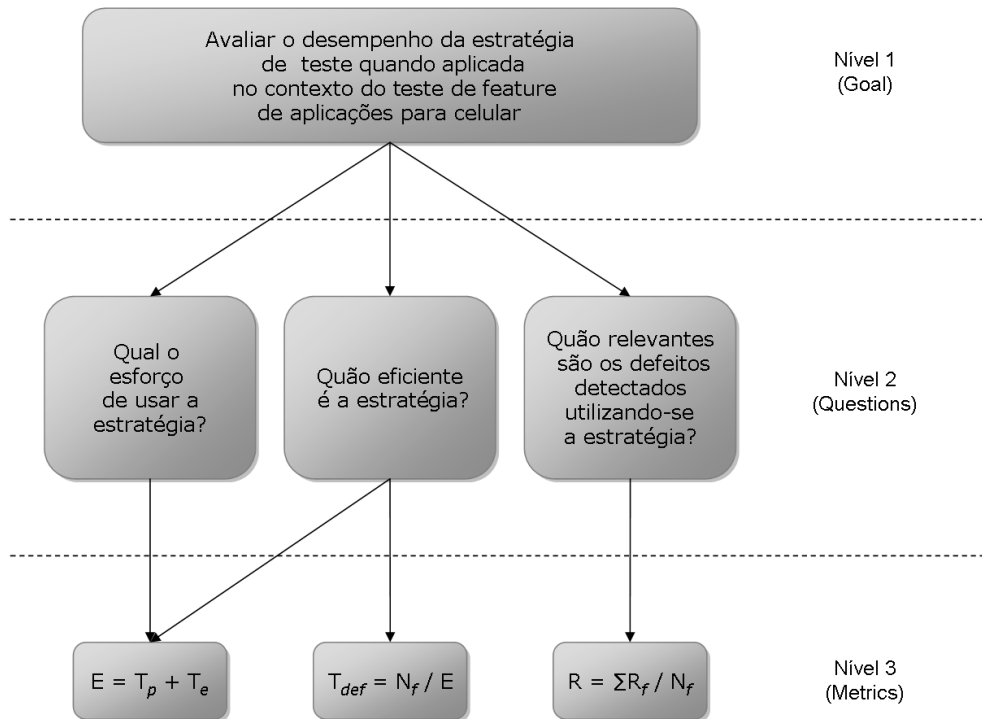 Avaliar o desempenho da estratégia
de teste quando aplicada
no contexto do teste de feature
de aplicações para celular
Nível 1
(Goal)
Qual o
esforço
de usar a
estratégia?
Quão eficiente
é a estratégia?
Quão relevantes
são os defeitos
detectados
utilizando-se
a estratégia?
Nível 2
(Questions)
E = Tp + Te
Tdef = Nf / E
R = ΣRf / Nf
Nível 3
(Metrics)